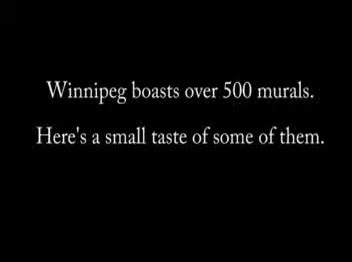 Winnipeg boasts over 500 murals.
Here's a small taste of some of them.